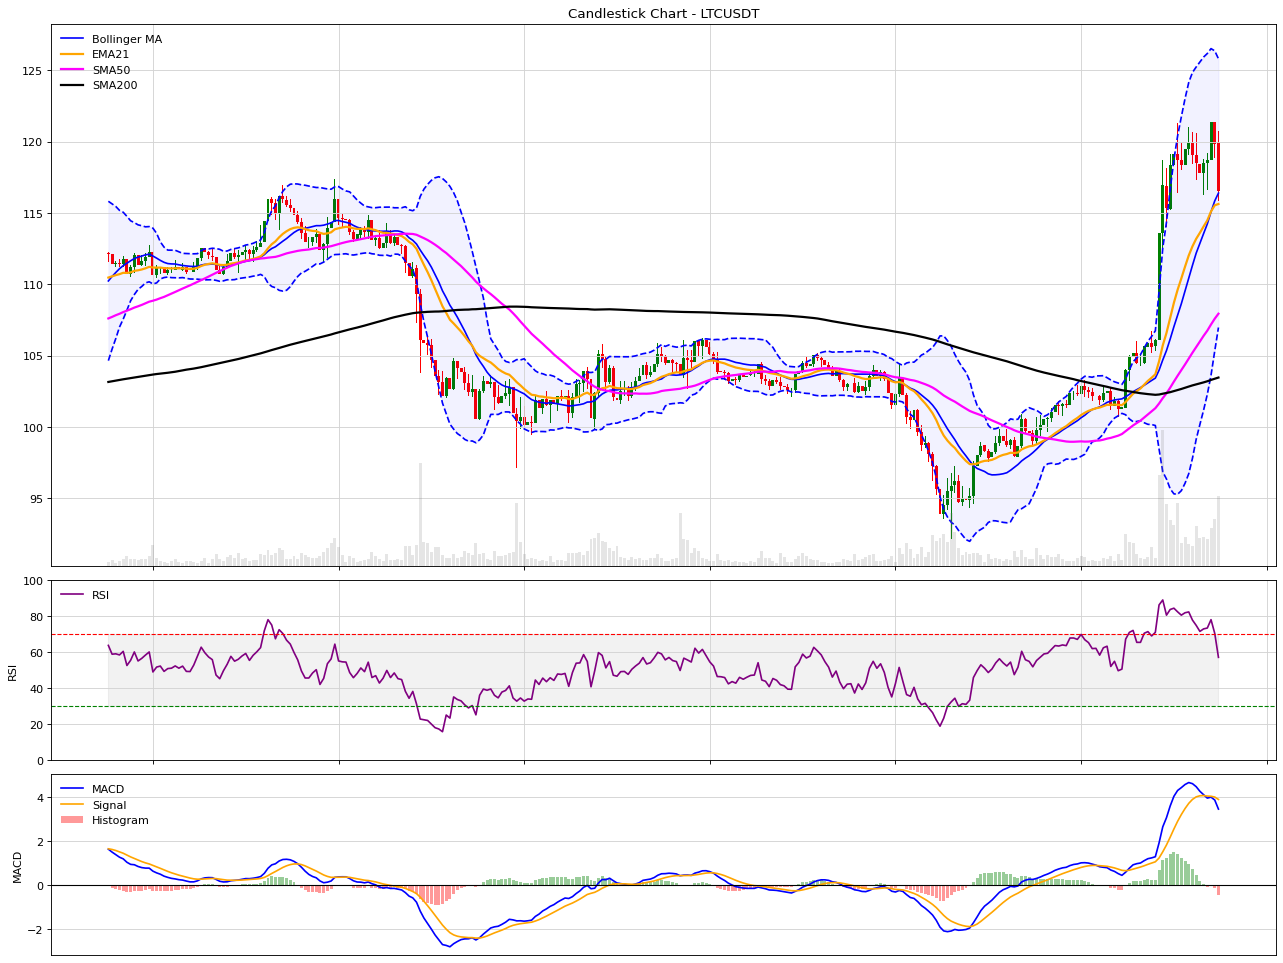 Candlestick Chart - LTCUSDT
Bollinger MA
EMA21
SMA50
SMA200
125
120
115
110
105
100
95
RSI
100
80
60
40
20
0
RSI
MACD
Signal
Histogram
4
2
0
−2
MACD